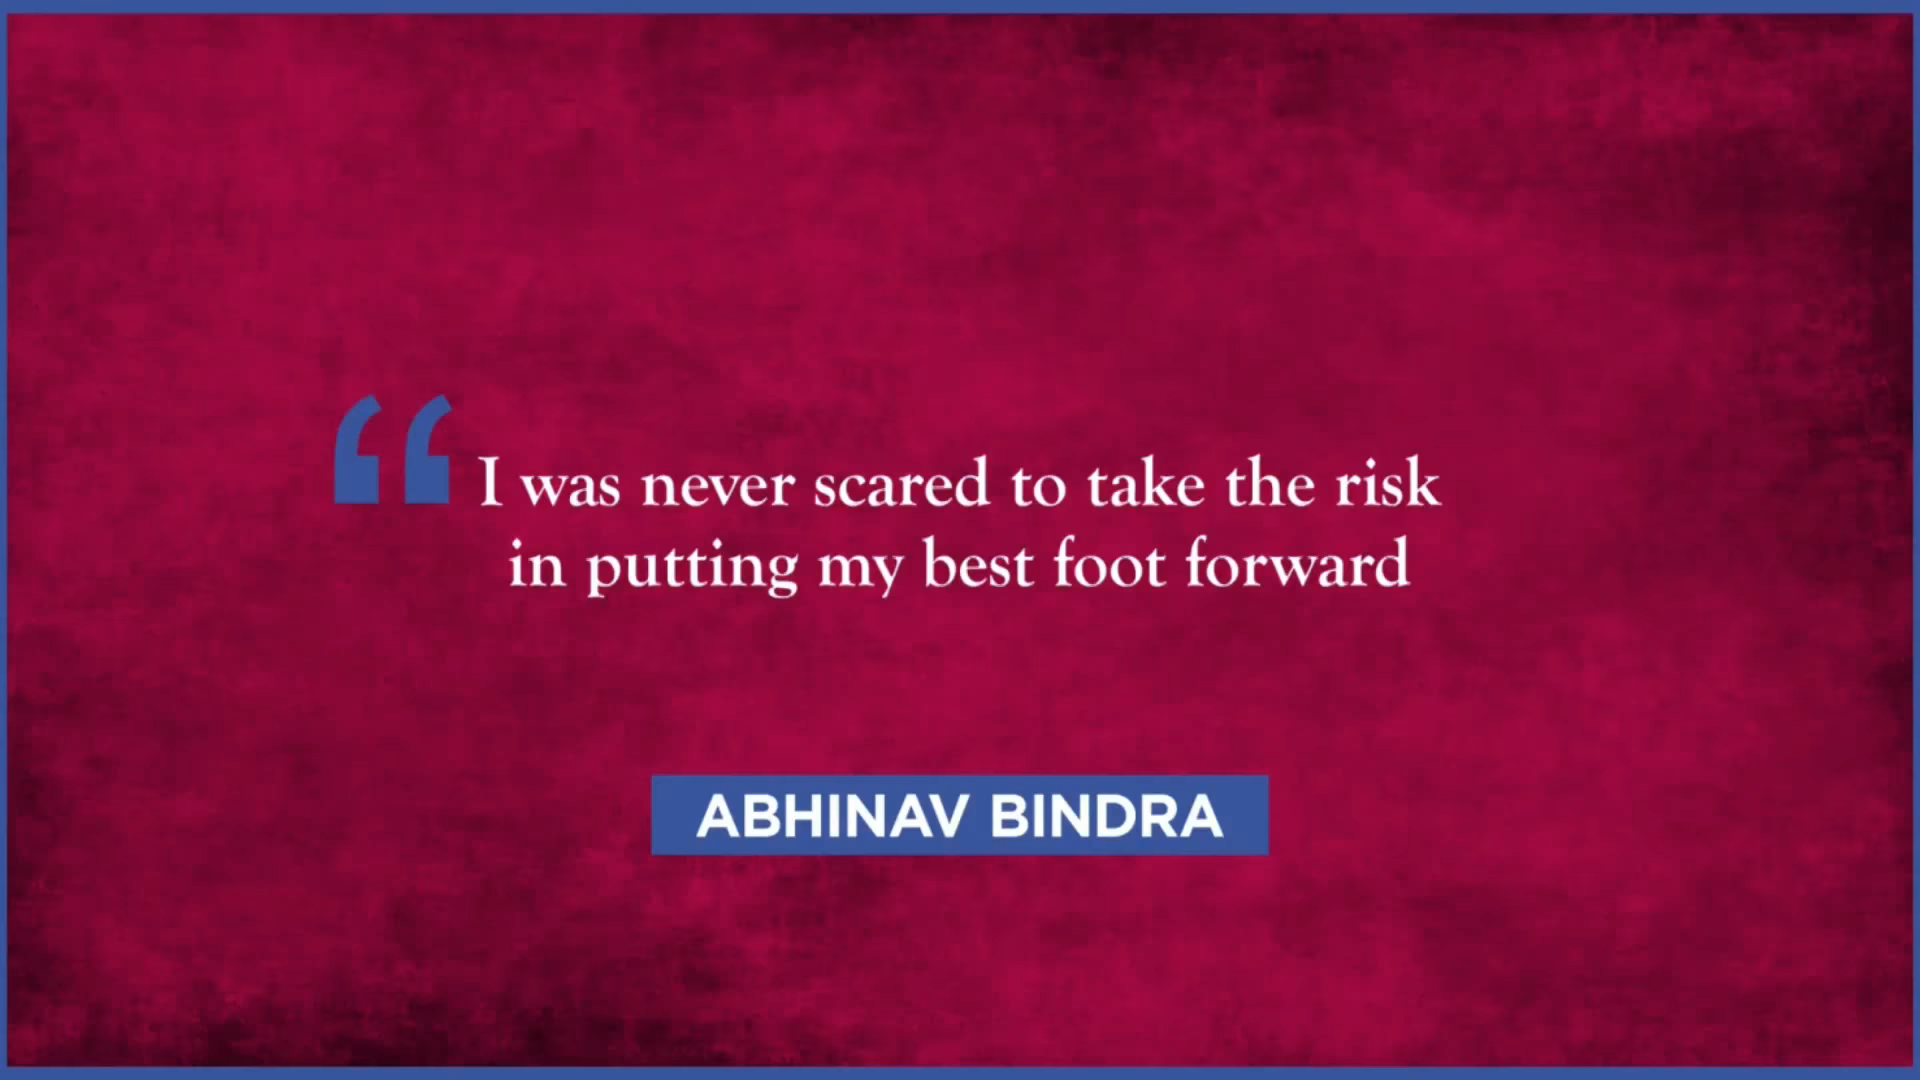 “ I was never scared to take the risk
in putting my best foot forward
ABHINAV BINDRA